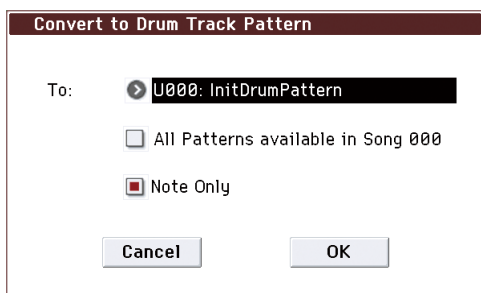 Convert to Drum Track Pattern
To: U000: InitDrumPattern
All Patterns available in Song 000
Note Only
Cancel OK